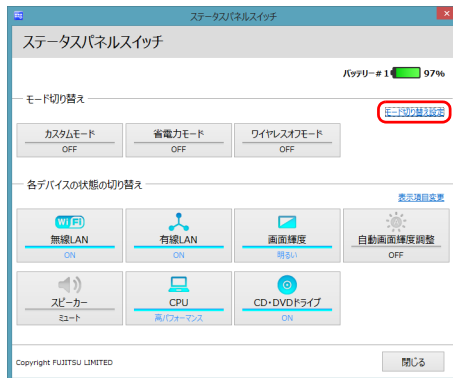 ステータスパネルスイッチ
ステータスパネルスイッチ
バッテリー#1 97%
モード切り替え
モード切り替え設定
カスタムモード 省電力モード ワイヤレスオフモード
OFF OFF OFF
各デバイスの状態の切り替え
表示項目変更
WiFi
無線LAN 有線LAN 画面輝度 自動画面輝度調整
ON ON 明るい OFF
スピーカー CPU CD・DVDドライブ
ミュート 高パフォーマンス ON
Copyright FUJITSU LIMITED 閉じる